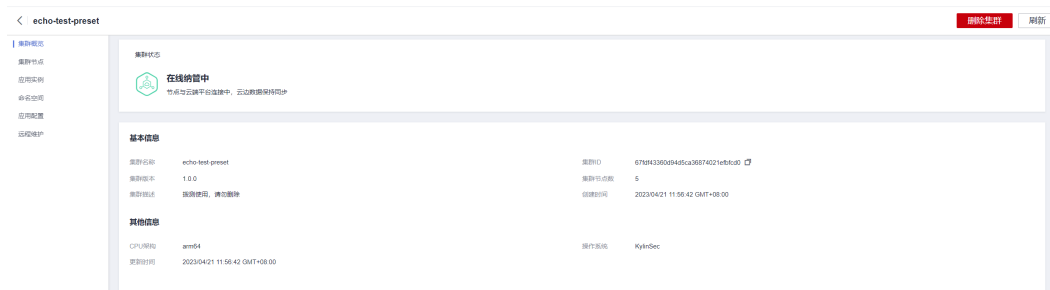 echo-test-preset
删除集群
刷新
集群概览
集群节点
应用实例
命名空间
应用配置
远程维护
集群状态
在线纳管中
节点与云端平台连接中，云边数据保持同步
基本信息
集群名称 echo-test-preset
集群ID 67fdf43360d94d5ca36874021efbfcd0
集群版本 1.0.0
集群节点数 5
集群描述 拨测使用，请勿删除
创建时间 2023/04/21 11:56:42 GMT+08:00
其他信息
CPU架构 arm64
操作系统 KylinSec
更新时间 2023/04/21 11:56:42 GMT+08:00